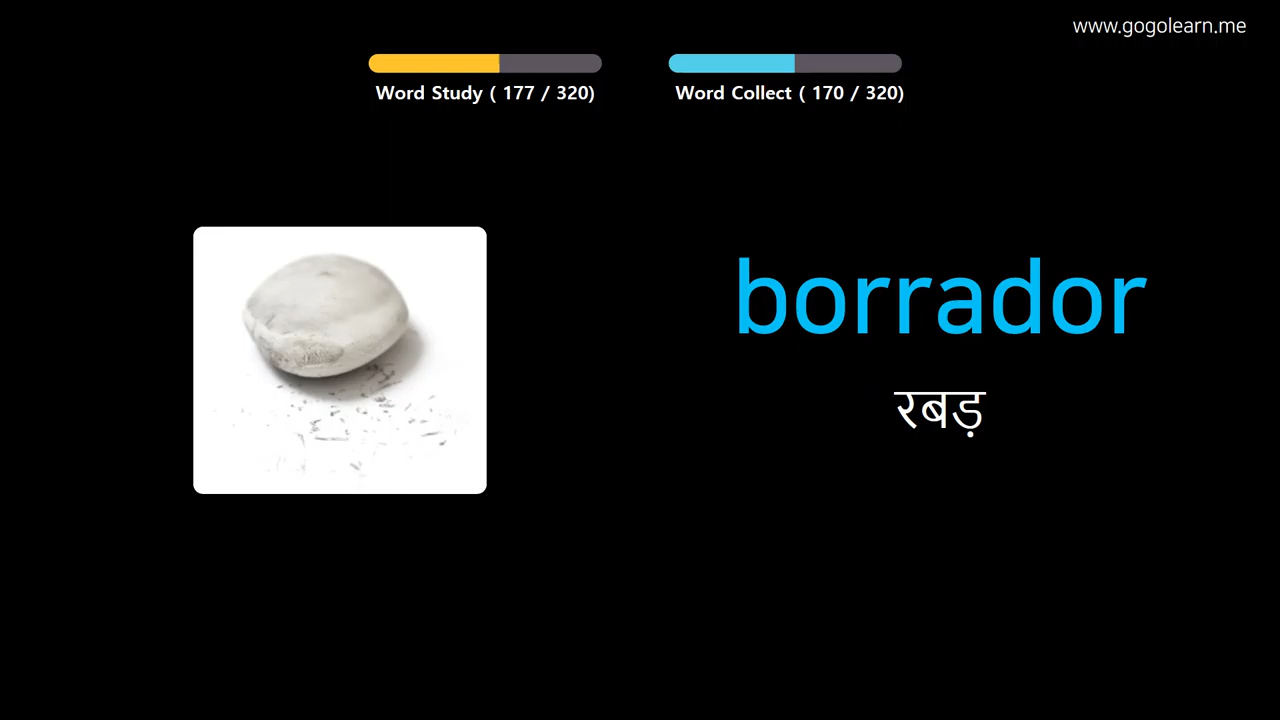 www.gogolearn.me
Word Study ( 177 / 320)
Word Collect ( 170 / 320)
borrador
रबड़